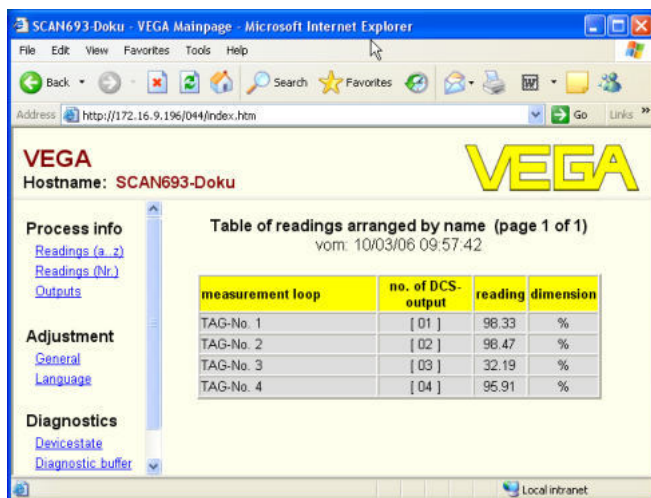 SCAN693-Doku - VEGA Mainpage - Microsoft Internet Explorer
File Edit View Favorites Tools Help
Back Search Favorites
Address http://172.16.9.196/044/index.htm Go Links »
VEGA
Hostname: SCAN693-Doku
VEGA
Process info
Readings (a...z)
Readings (Nr.)
Outputs
Adjustment
General
Language
Diagnostics
Devicestate
Diagnostic buffer
Table of readings arranged by name (page 1 of 1)
vom: 10/03/06 09:57:42
measurement loop no. of DCS-output reading dimension
TAG-No. 1 [ 01 ] 98.33 %
TAG-No. 2 [ 02 ] 98.47 %
TAG-No. 3 [ 03 ] 32.19 %
TAG-No. 4 [ 04 ] 95.91 %
Local intranet